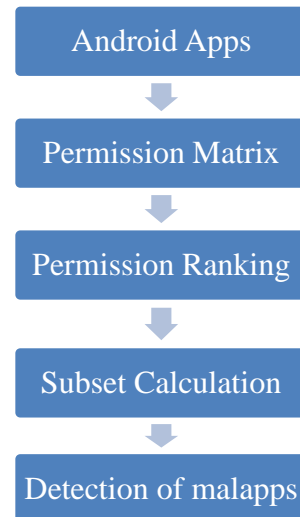 Android Apps
Permission Matrix
Permission Ranking
Subset Calculation
Detection of malapps